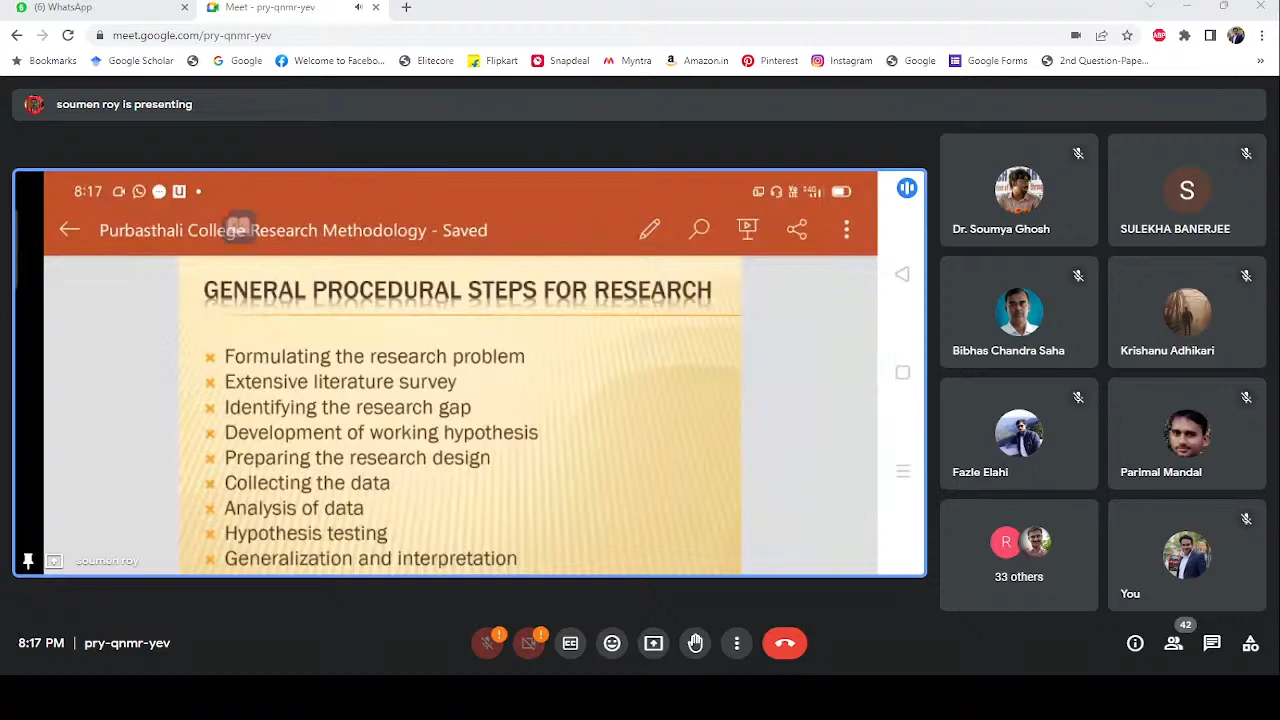 (6) WhatsApp
Meet - pry-qnmr-yev
meet.google.com/pry-qnmr-yev
ABP
Bookmarks Google Scholar Google Welcome to Facebo... Elitecore Flipkart Snapdeal Myntra Amazon.in Pinterest Instagram Google Google Forms 2nd Question-Pape... »
soumen roy is presenting
8:17
Purbasthali College Research Methodology - Saved
GENERAL PROCEDURAL STEPS FOR RESEARCH
Formulating the research problem
Extensive literature survey
Identifying the research gap
Development of working hypothesis
Preparing the research design
Collecting the data
Analysis of data
Hypothesis testing
Generalization and interpretation
soumen roy
Dr. Soumya Ghosh
S
SULEKHA BANERJEE
Bibhas Chandra Saha
Krishanu Adhikari
Fazle Elahi
Parimal Mandal
R
33 others
You
8:17 PM | pry-qnmr-yev
42